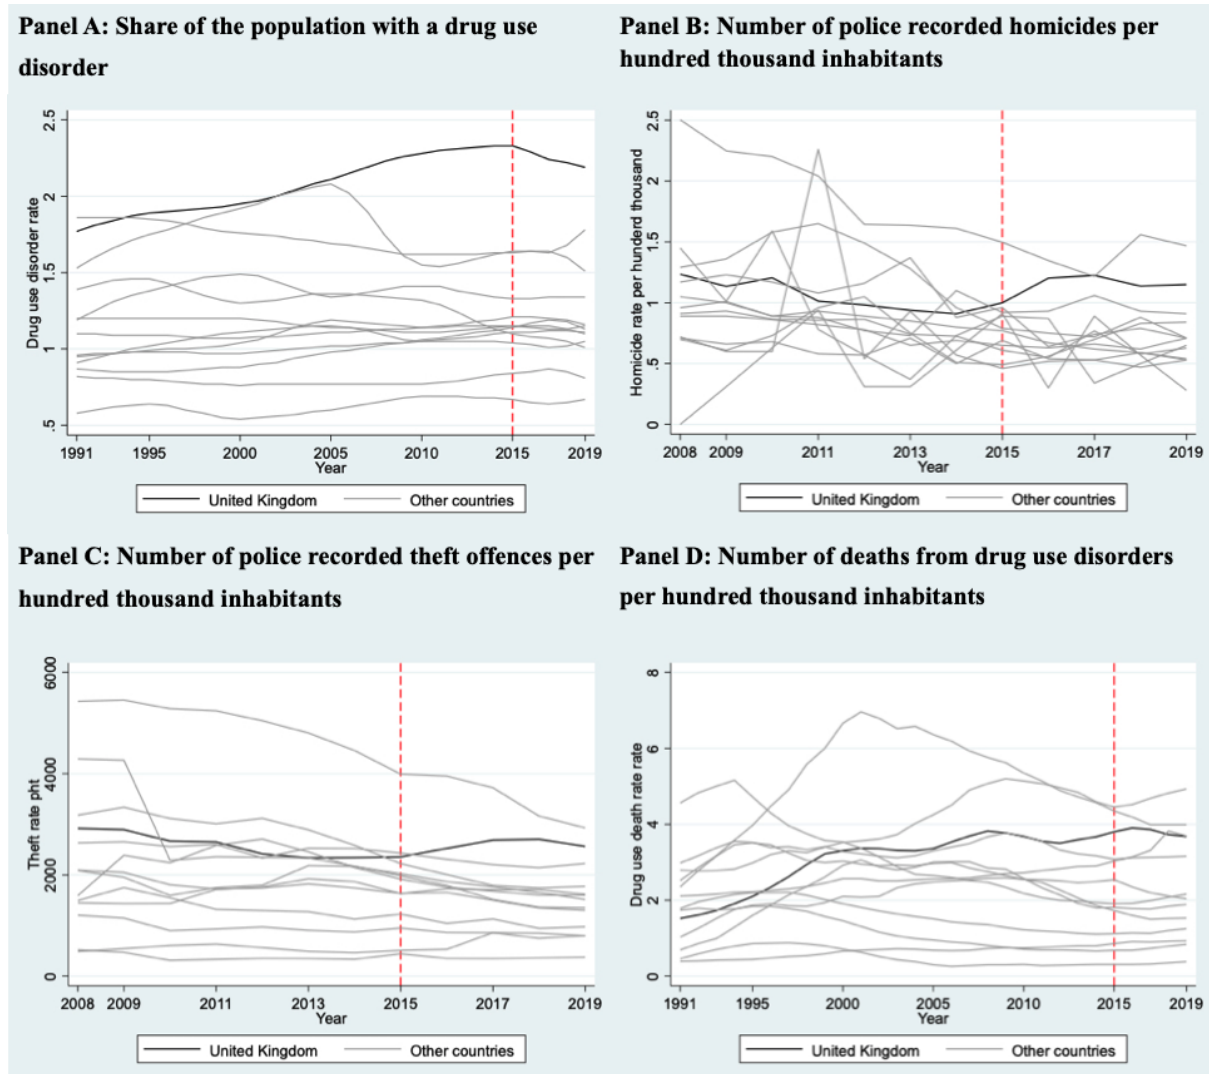 Panel A: Share of the population with a drug use
disorder
2.5
2
1.5
1
.5
Drug use disorder rate
1991 1995 2000 2005 2010 2015 2019
Year
United Kingdom Other countries
Panel B: Number of police recorded homicides per
hundred thousand inhabitants
2.5
2
1.5
1
.5
0
Homicide rate per hunderd thousand
2008 2009 2011 2013 2015 2017 2019
Year
United Kingdom Other countries
Panel C: Number of police recorded theft offences per
hundred thousand inhabitants
6000
4000
2000
0
Theft rate pht
2008 2009 2011 2013 2015 2017 2019
Year
United Kingdom Other countries
Panel D: Number of deaths from drug use disorders
per hundred thousand inhabitants
8
6
4
2
0
Drug use death rate rate
1991 1995 2000 2005 2010 2015 2019
Year
United Kingdom Other countries